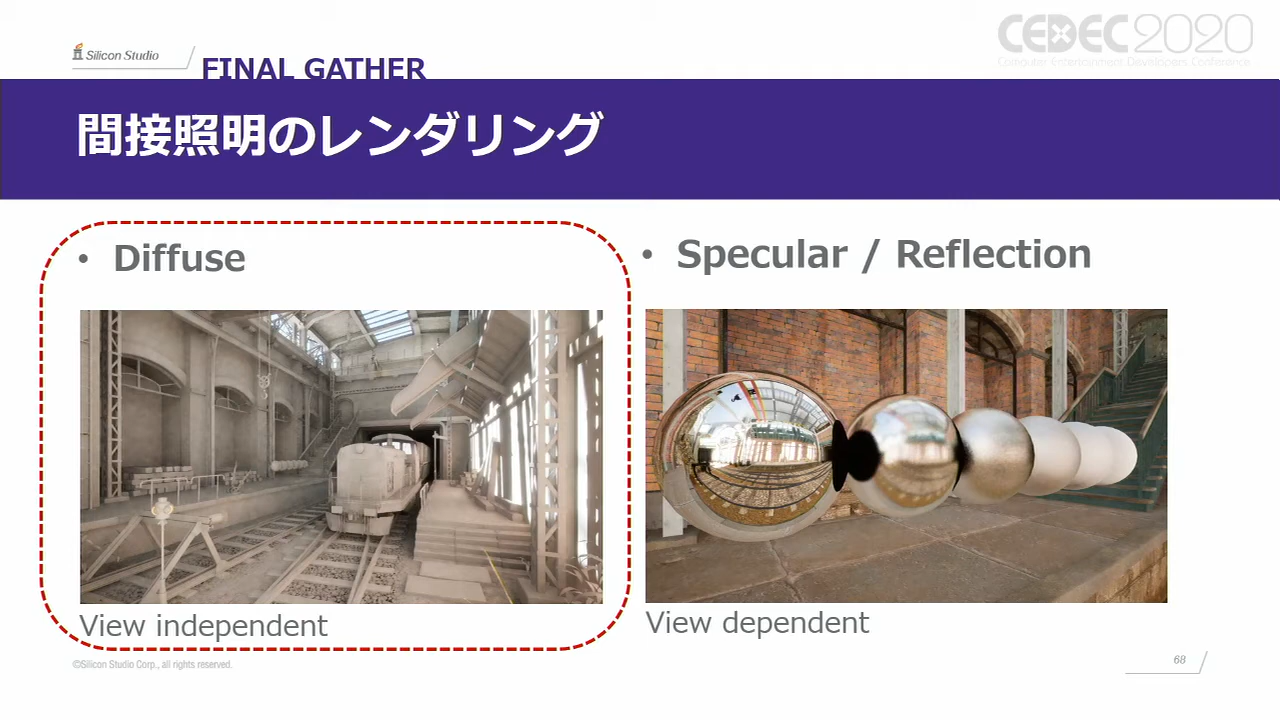 Silicon Studio
CEDEC2020
Computer Entertainment Developers Conference
FINAL GATHER
間接照明のレンダリング
• Diffuse
View independent
• Specular / Reflection
View dependent
©Silicon Studio Corp., all rights reserved.
68